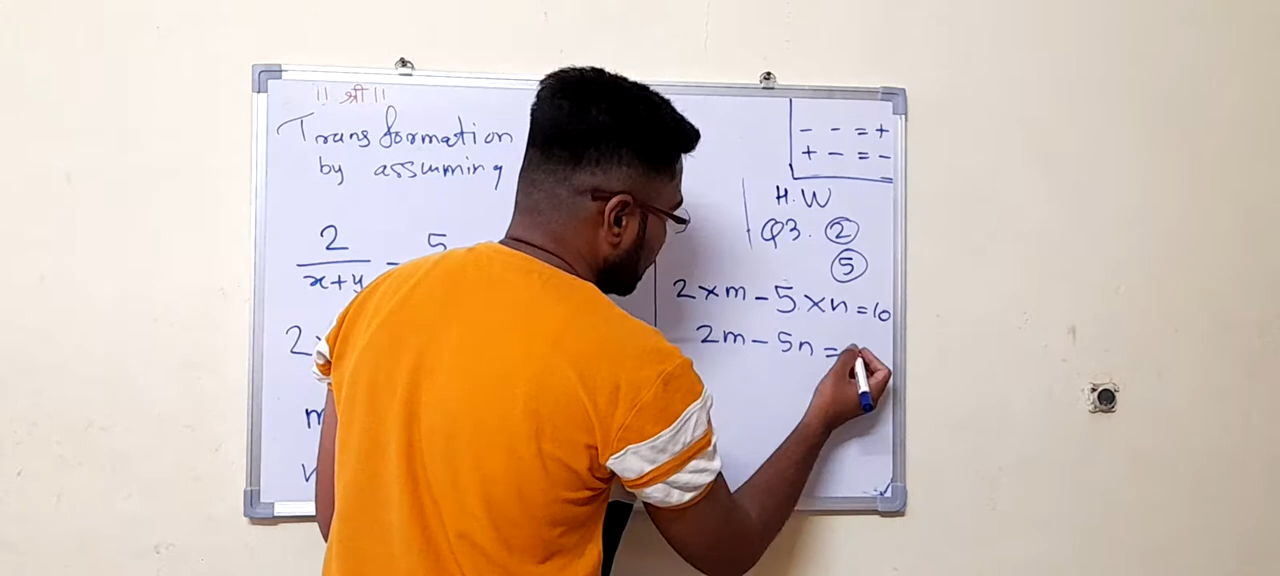 ॥ श्री ॥
Transformation
by assuming
2
x+y
-
5
2
m
- - = +
+ - = -
H.W
Q3. 2
5
2×m - 5×n = 10
2m - 5n =